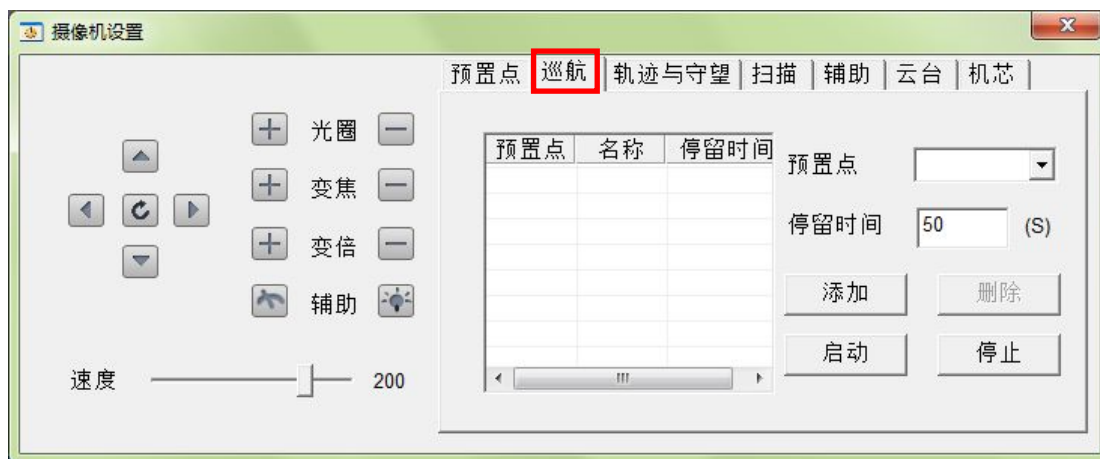 摄像机设置
预置点 巡航 轨迹与守望 扫描 辅助 云台 机芯
光圈
变焦
变倍
辅助
速度 200
预置点 名称 停留时间
预置点
停留时间 50 (S)
添加 删除
启动 停止